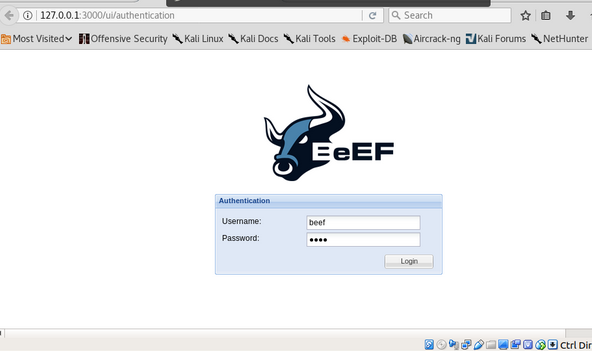 127.0.0.1:3000/ui/authentication
Search
Most Visited Offensive Security Kali Linux Kali Docs Kali Tools Exploit-DB Aircrack-ng Kali Forums NetHunter
BeEF
Authentication
Username: beef
Password: ●●●●
Login
Ctrl Dir